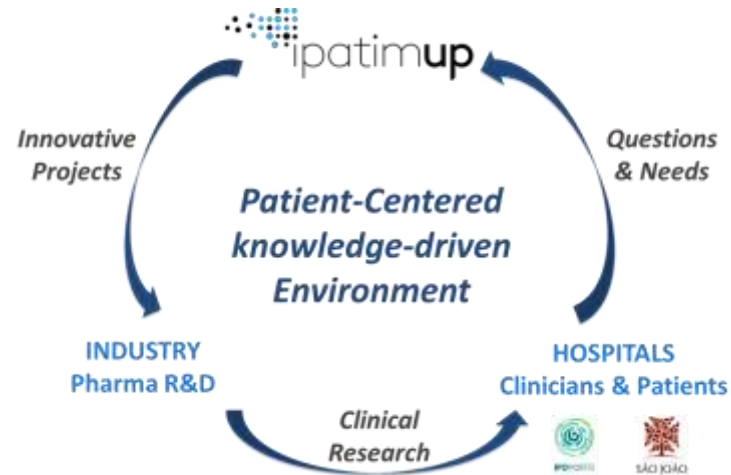 ipatimup
Innovative
Projects
Questions
& Needs
Patient-Centered
knowledge-driven
Environment
INDUSTRY
Pharma R&D
HOSPITALS
Clinicians & Patients
Clinical
Research
IPOPORTO
SÃO JOÃO